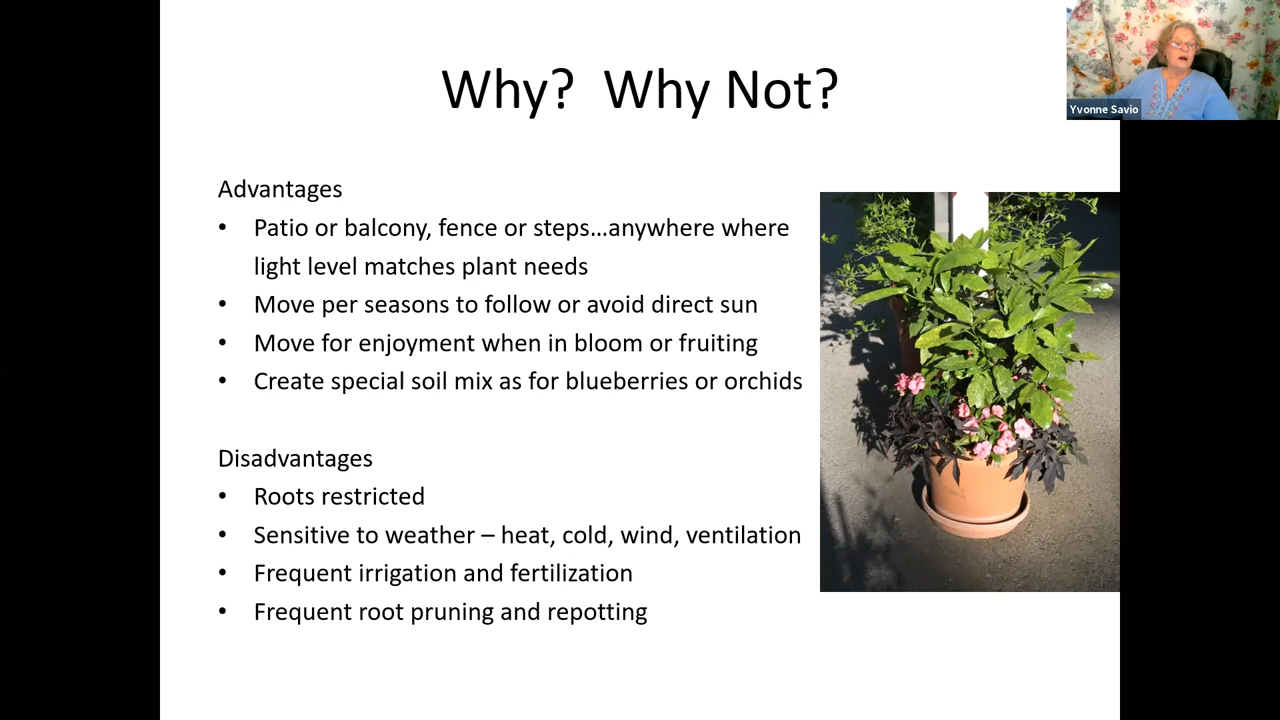 Why?  Why Not?
Yvonne Savio
Advantages
• Patio or balcony, fence or steps...anywhere where
light level matches plant needs
• Move per seasons to follow or avoid direct sun
• Move for enjoyment when in bloom or fruiting
• Create special soil mix as for blueberries or orchids
Disadvantages
• Roots restricted
• Sensitive to weather – heat, cold, wind, ventilation
• Frequent irrigation and fertilization
• Frequent root pruning and repotting